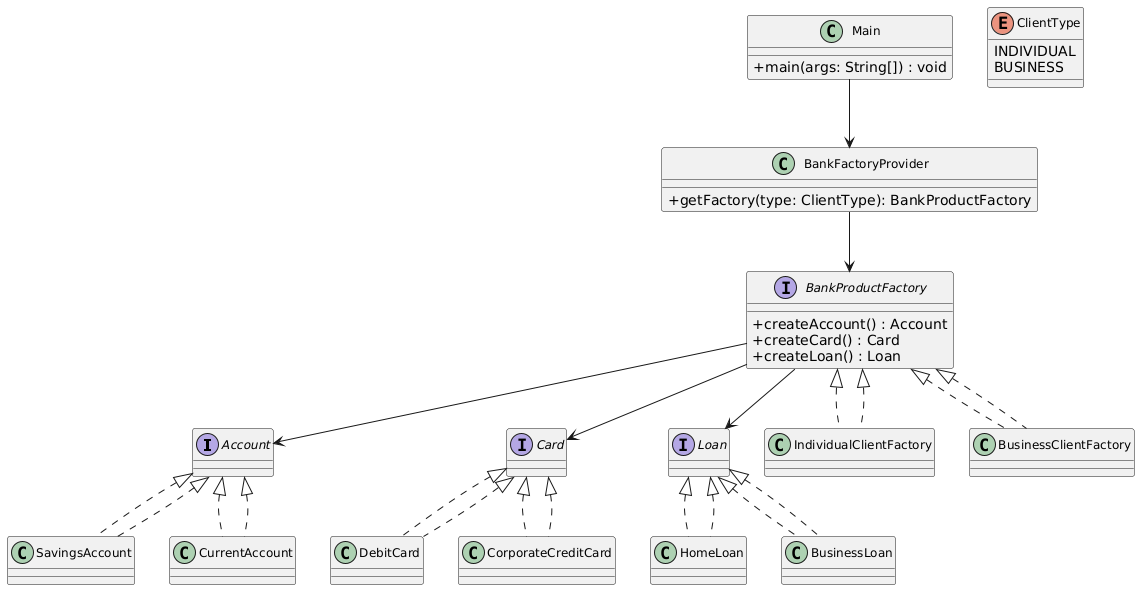 C Main
+main(args: String[]) : void
E ClientType
INDIVIDUAL
BUSINESS
C BankFactoryProvider
+getFactory(type: ClientType): BankProductFactory
I BankProductFactory
+createAccount() : Account
+createCard() : Card
+createLoan() : Loan
I Account
I Card
I Loan
C IndividualClientFactory
C BusinessClientFactory
C SavingsAccount
C CurrentAccount
C DebitCard
C CorporateCreditCard
C HomeLoan
C BusinessLoan